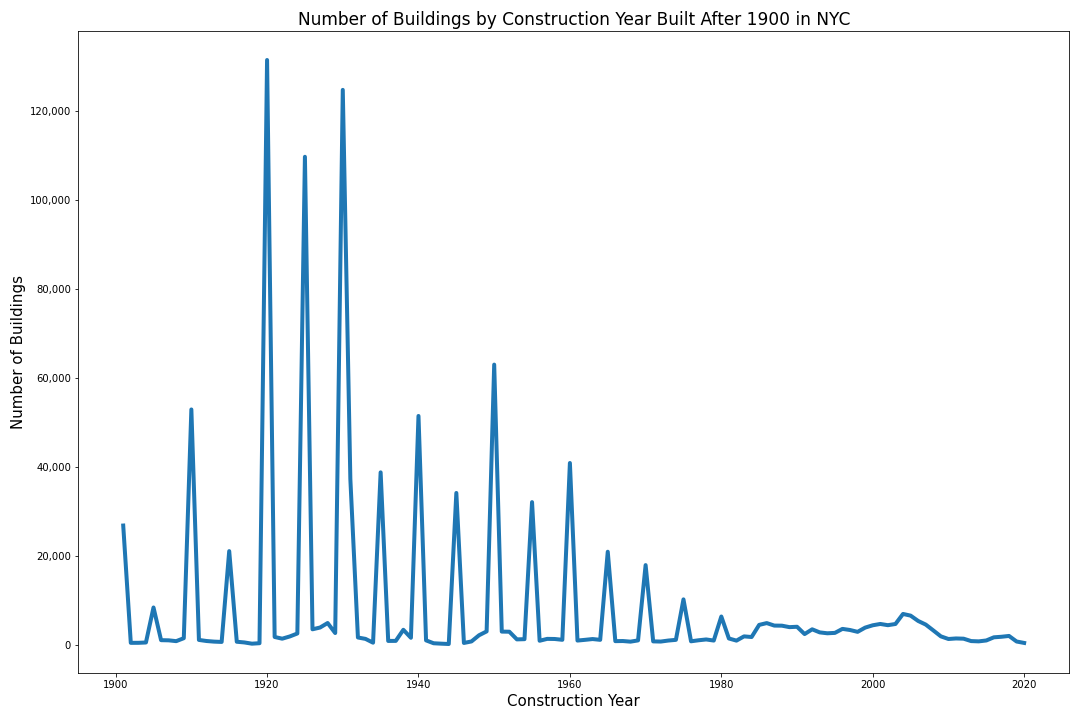 Number of Buildings by Construction Year Built After 1900 in NYC
Number of Buildings
120,000
100,000
80,000
60,000
40,000
20,000
0
1900 1920 1940 1960 1980 2000 2020
Construction Year